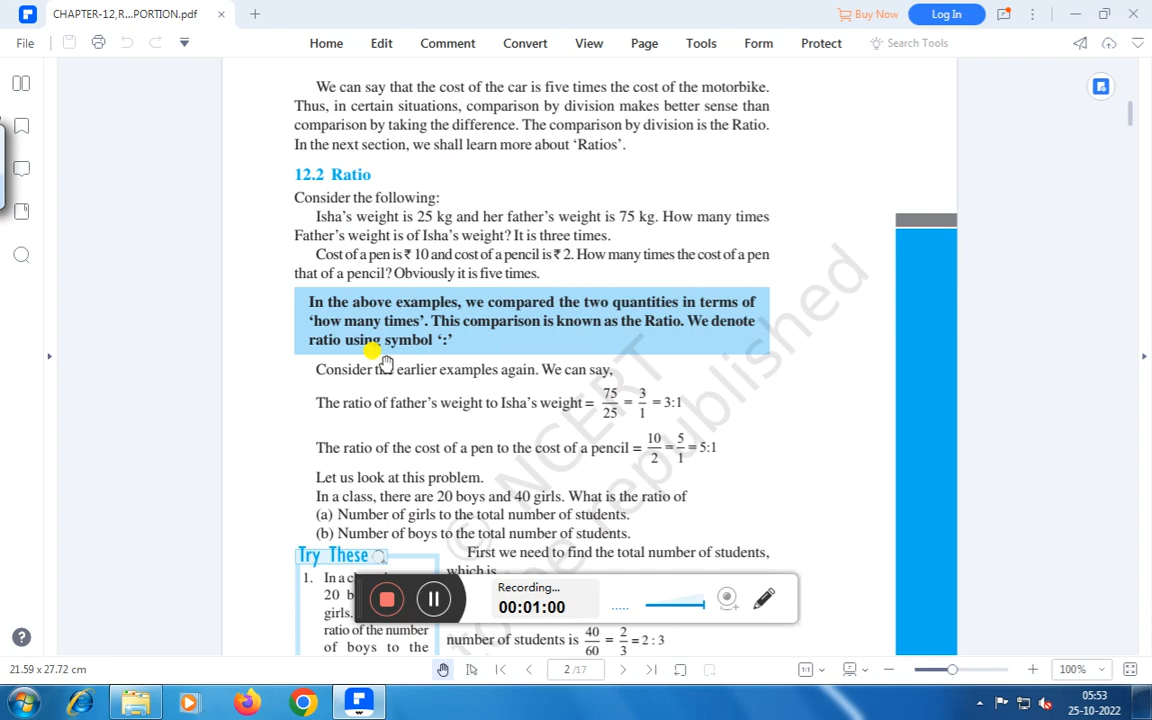 CHAPTER-12,R...PORTION.pdf
Buy Now
Log In
File
Home
Edit
Comment
Convert
View
Page
Tools
Form
Protect
Search Tools
We can say that the cost of the car is five times the cost of the motorbike.
Thus, in certain situations, comparison by division makes better sense than
comparison by taking the difference. The comparison by division is the Ratio.
In the next section, we shall learn more about ‘Ratios’.
12.2 Ratio
Consider the following:
Isha’s weight is 25 kg and her father’s weight is 75 kg. How many times
Father’s weight is of Isha’s weight? It is three times.
Cost of a pen is ₹ 10 and cost of a pencil is ₹ 2. How many times the cost of a pen
that of a pencil? Obviously it is five times.
In the above examples, we compared the two quantities in terms of
‘how many times’. This comparison is known as the Ratio. We denote
ratio using symbol ‘:’
Consider the earlier examples again. We can say,
The ratio of father’s weight to Isha’s weight = 75/25 = 3/1 = 3:1
The ratio of the cost of a pen to the cost of a pencil = 10/2 = 5/1 = 5:1
Let us look at this problem.
In a class, there are 20 boys and 40 girls. What is the ratio of
(a) Number of girls to the total number of students.
(b) Number of boys to the total number of students.
Try These
First we need to find the total number of students,
which is,
1. In a cl
20 b
girls.
ratio of the number
of boys to the
number of students is 40/60 = 2/3 = 2 : 3
© NCERT
to be republished
Recording...
00:01:00
21.59 x 27.72 cm
2 /17
1:1
100%
05:53
25-10-2022